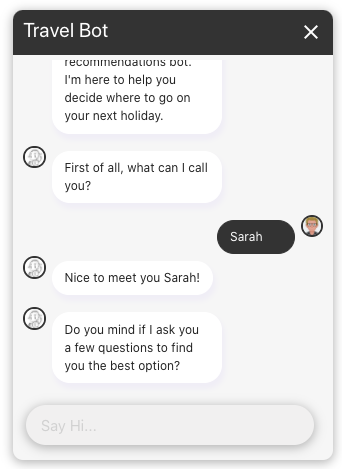 Travel Bot
recommendations bot.
I'm here to help you
decide where to go on
your next holiday.
First of all, what can I call
you?
Sarah
Nice to meet you Sarah!
Do you mind if I ask you
a few questions to find
you the best option?
Say Hi...